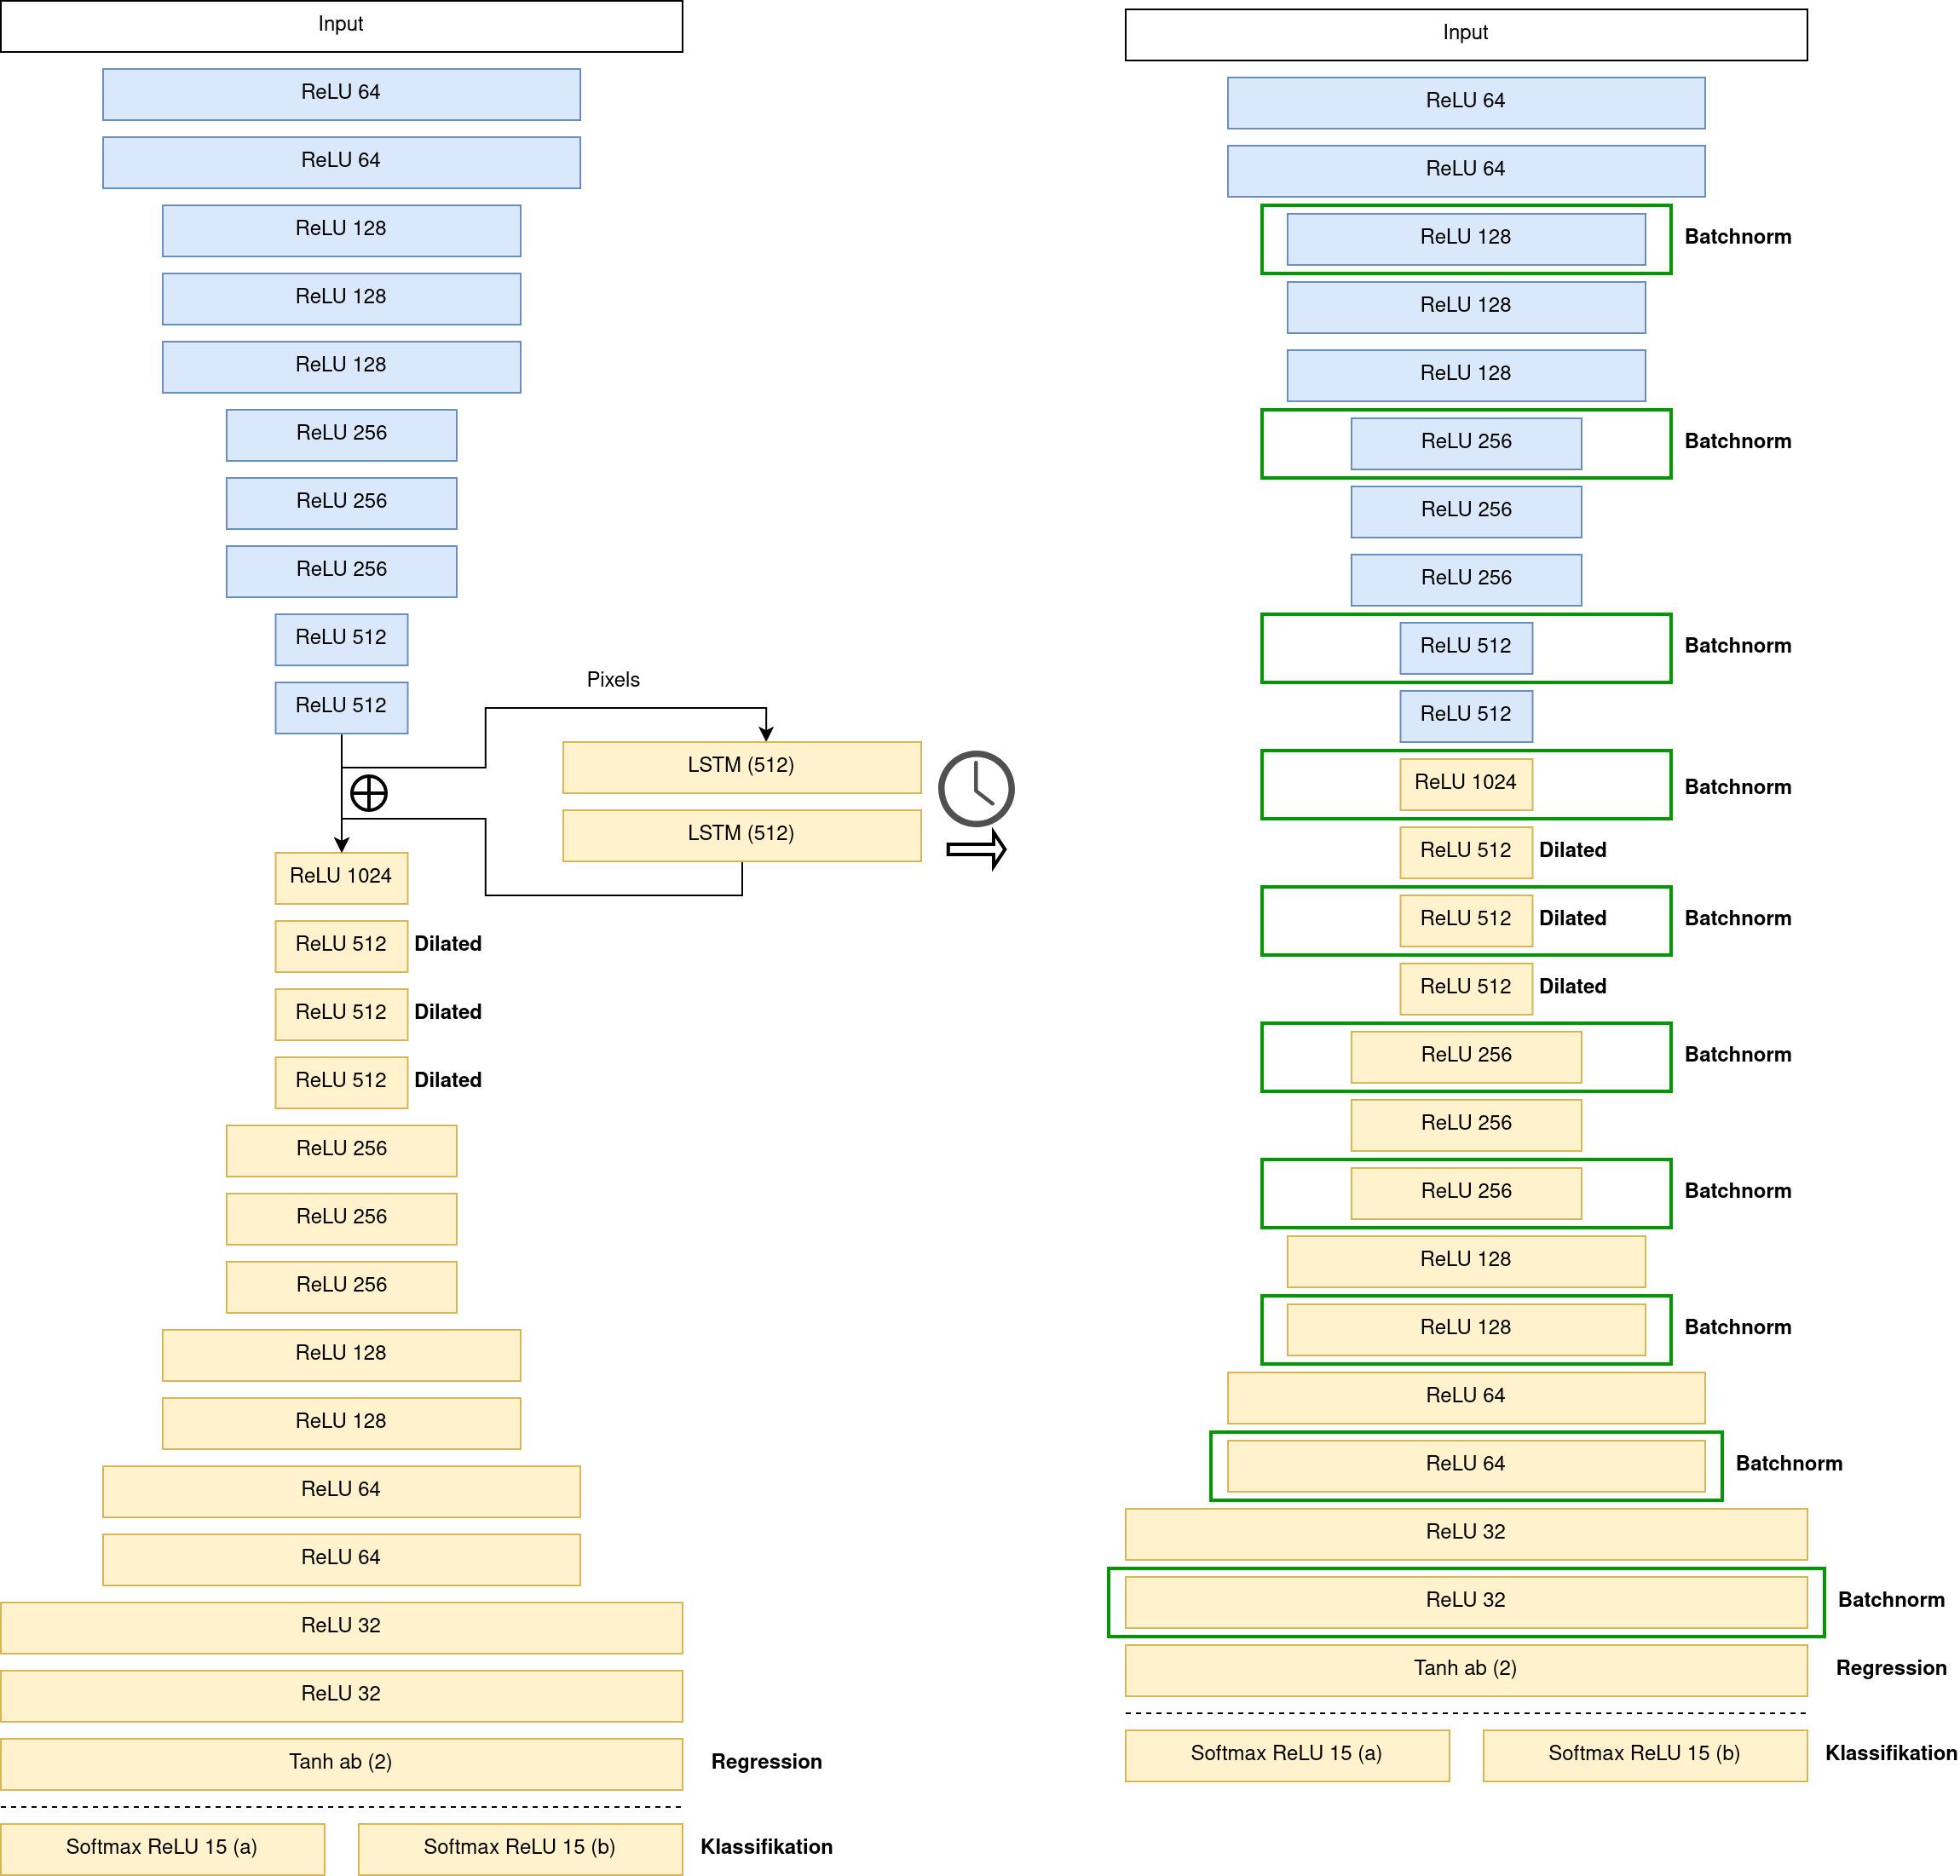 Input
ReLU 64
ReLU 64
ReLU 128
ReLU 128
ReLU 128
ReLU 256
ReLU 256
ReLU 256
ReLU 512
ReLU 512
Pixels
LSTM (512)
LSTM (512)
ReLU 1024
ReLU 512 Dilated
ReLU 512 Dilated
ReLU 512 Dilated
ReLU 256
ReLU 256
ReLU 256
ReLU 128
ReLU 128
ReLU 64
ReLU 64
ReLU 32
ReLU 32
Tanh ab (2) Regression
Softmax ReLU 15 (a) Softmax ReLU 15 (b) Klassifikation
Input
ReLU 64
ReLU 64
ReLU 128 Batchnorm
ReLU 128
ReLU 128
ReLU 256 Batchnorm
ReLU 256
ReLU 256
ReLU 512 Batchnorm
ReLU 512
ReLU 1024 Batchnorm
ReLU 512 Dilated
ReLU 512 Dilated Batchnorm
ReLU 512 Dilated
ReLU 256 Batchnorm
ReLU 256
ReLU 256 Batchnorm
ReLU 128
ReLU 128 Batchnorm
ReLU 64
ReLU 64 Batchnorm
ReLU 32
ReLU 32 Batchnorm
Tanh ab (2) Regression
Softmax ReLU 15 (a) Softmax ReLU 15 (b) Klassifikation